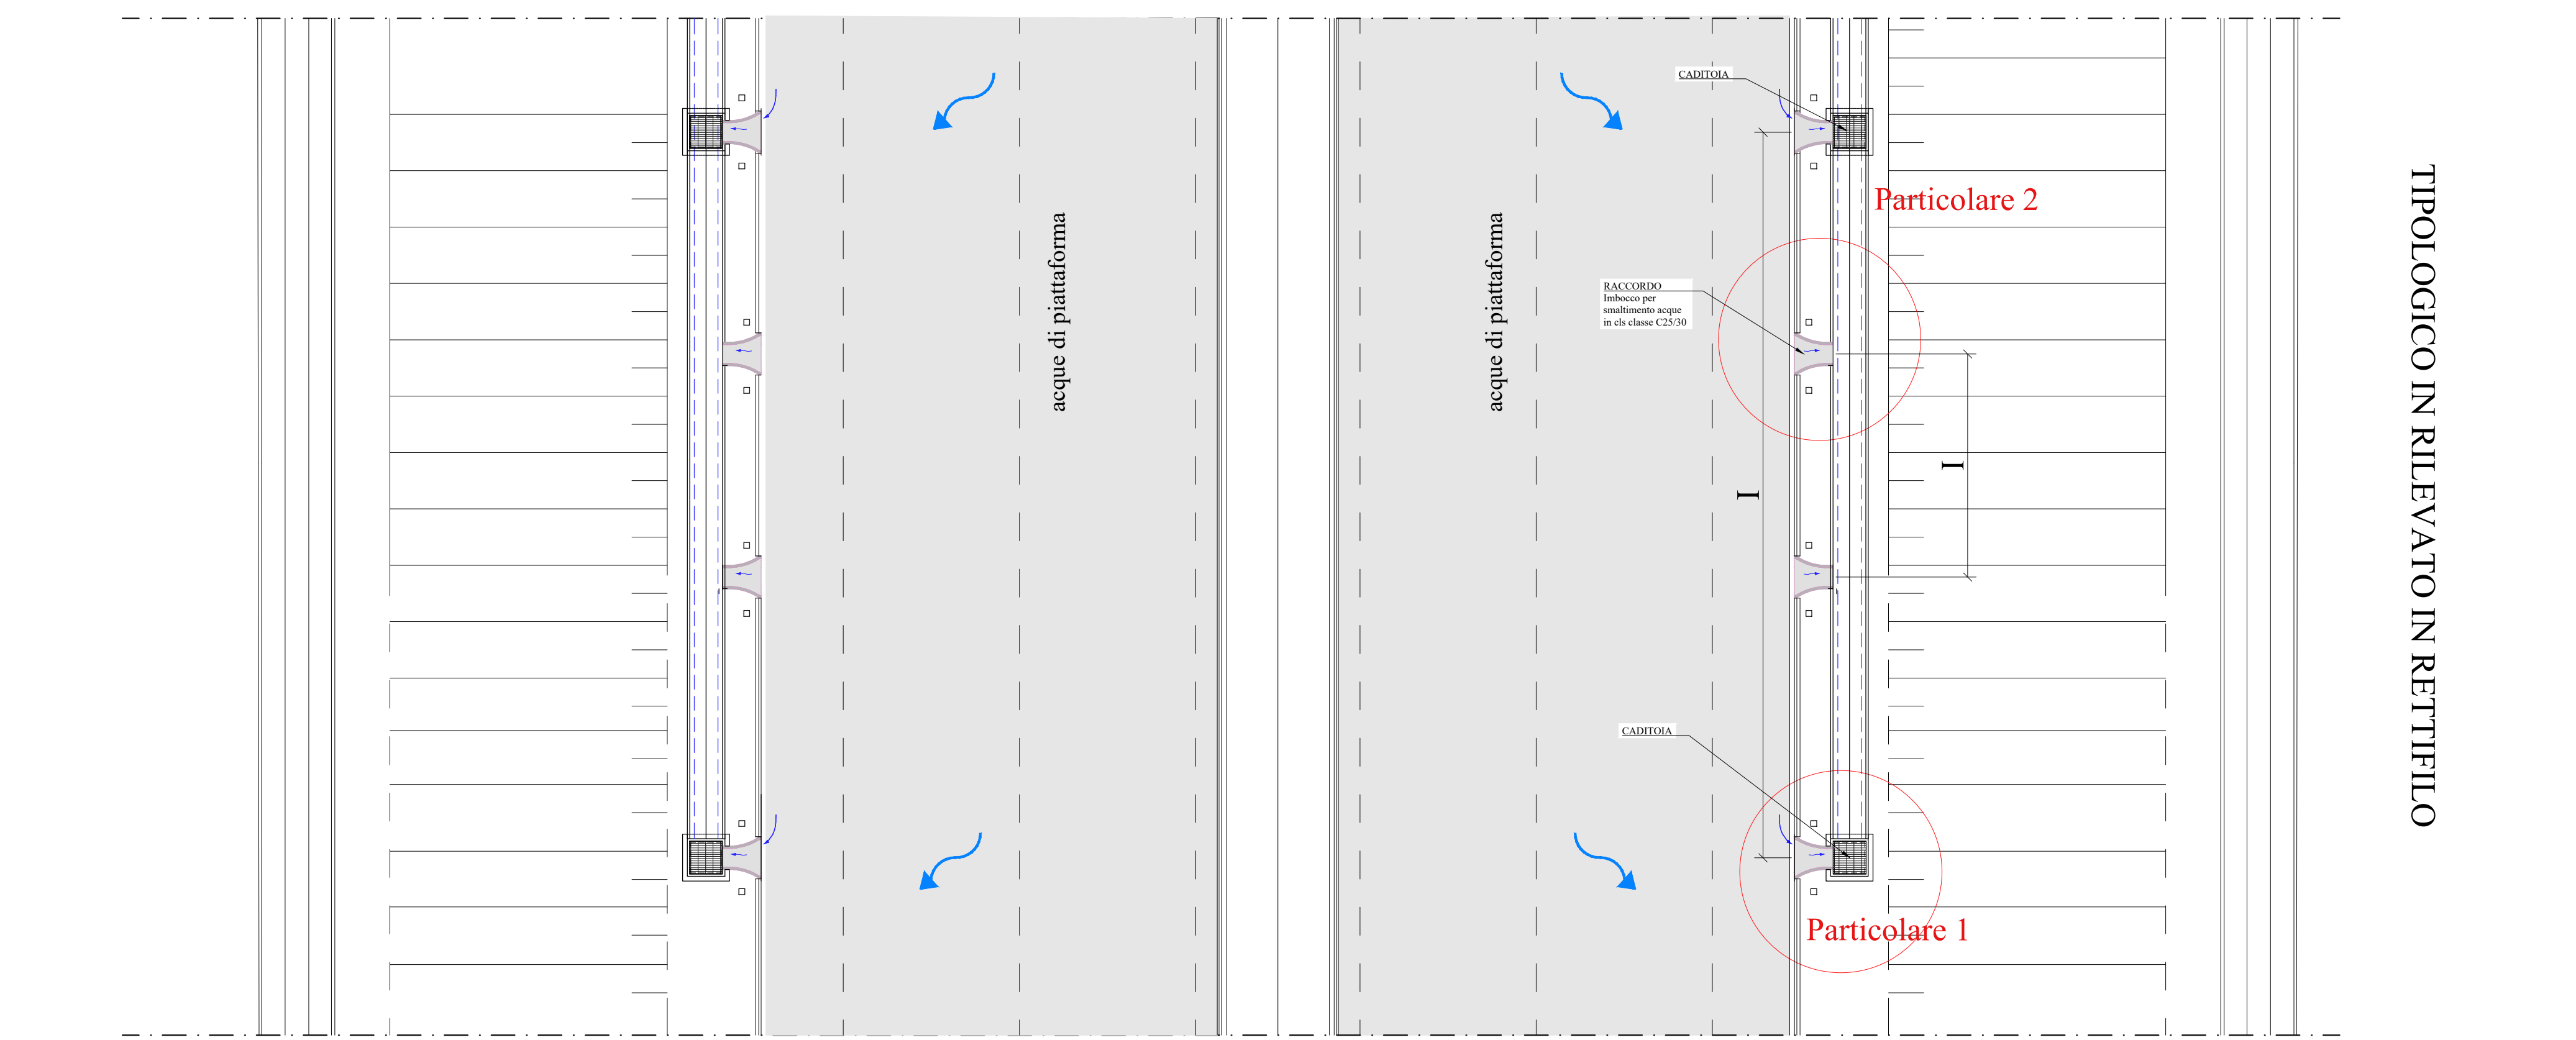 CADITOIA
Particolare 2
acque di piattaforma
acque di piattaforma
RACCORDO
Imbocco per
smaltimento acque
in cls classe C25/30
I
I
CADITOIA
Particolare 1
TIPOLOGICO IN RILEVATO IN RETTIFILO